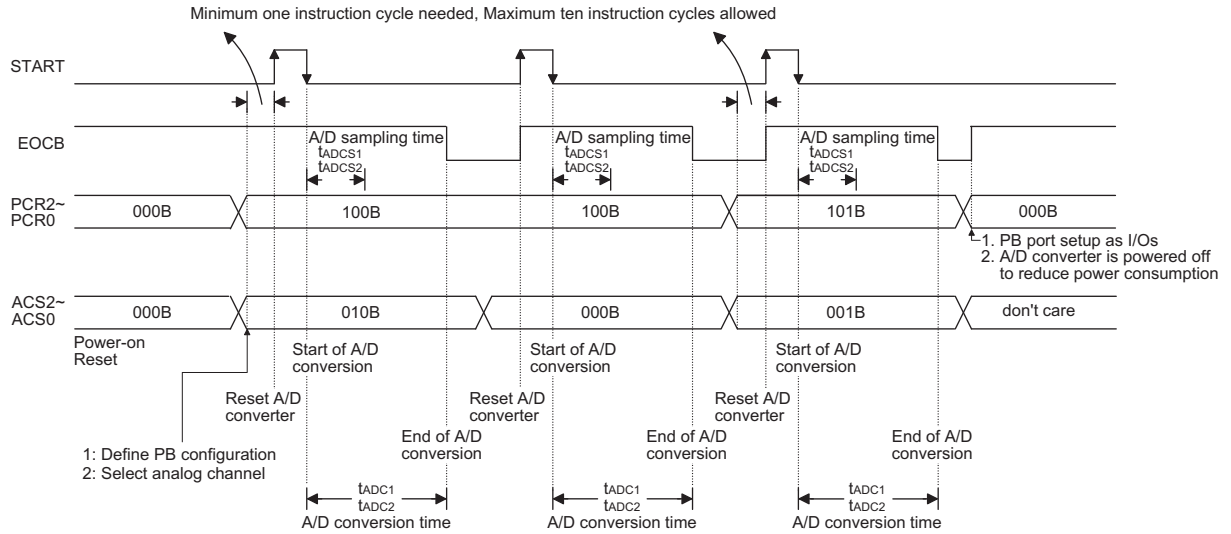 Minimum one instruction cycle needed, Maximum ten instruction cycles allowed
START
EOCB
A/D sampling time
tADCS1
tADCS2
A/D sampling time
tADCS1
tADCS2
A/D sampling time
tADCS1
tADCS2
PCR2~
PCR0
000B
100B
100B
101B
000B
1. PB port setup as I/Os
2. A/D converter is powered off
to reduce power consumption
ACS2~
ACS0
000B
010B
000B
001B
don't care
Power-on
Reset
Start of A/D
conversion
Start of A/D
conversion
Start of A/D
conversion
Reset A/D
converter
Reset A/D
converter
Reset A/D
converter
1: Define PB configuration
2: Select analog channel
End of A/D
conversion
End of A/D
conversion
End of A/D
conversion
tADC1
tADC2
A/D conversion time
tADC1
tADC2
A/D conversion time
tADC1
tADC2
A/D conversion time